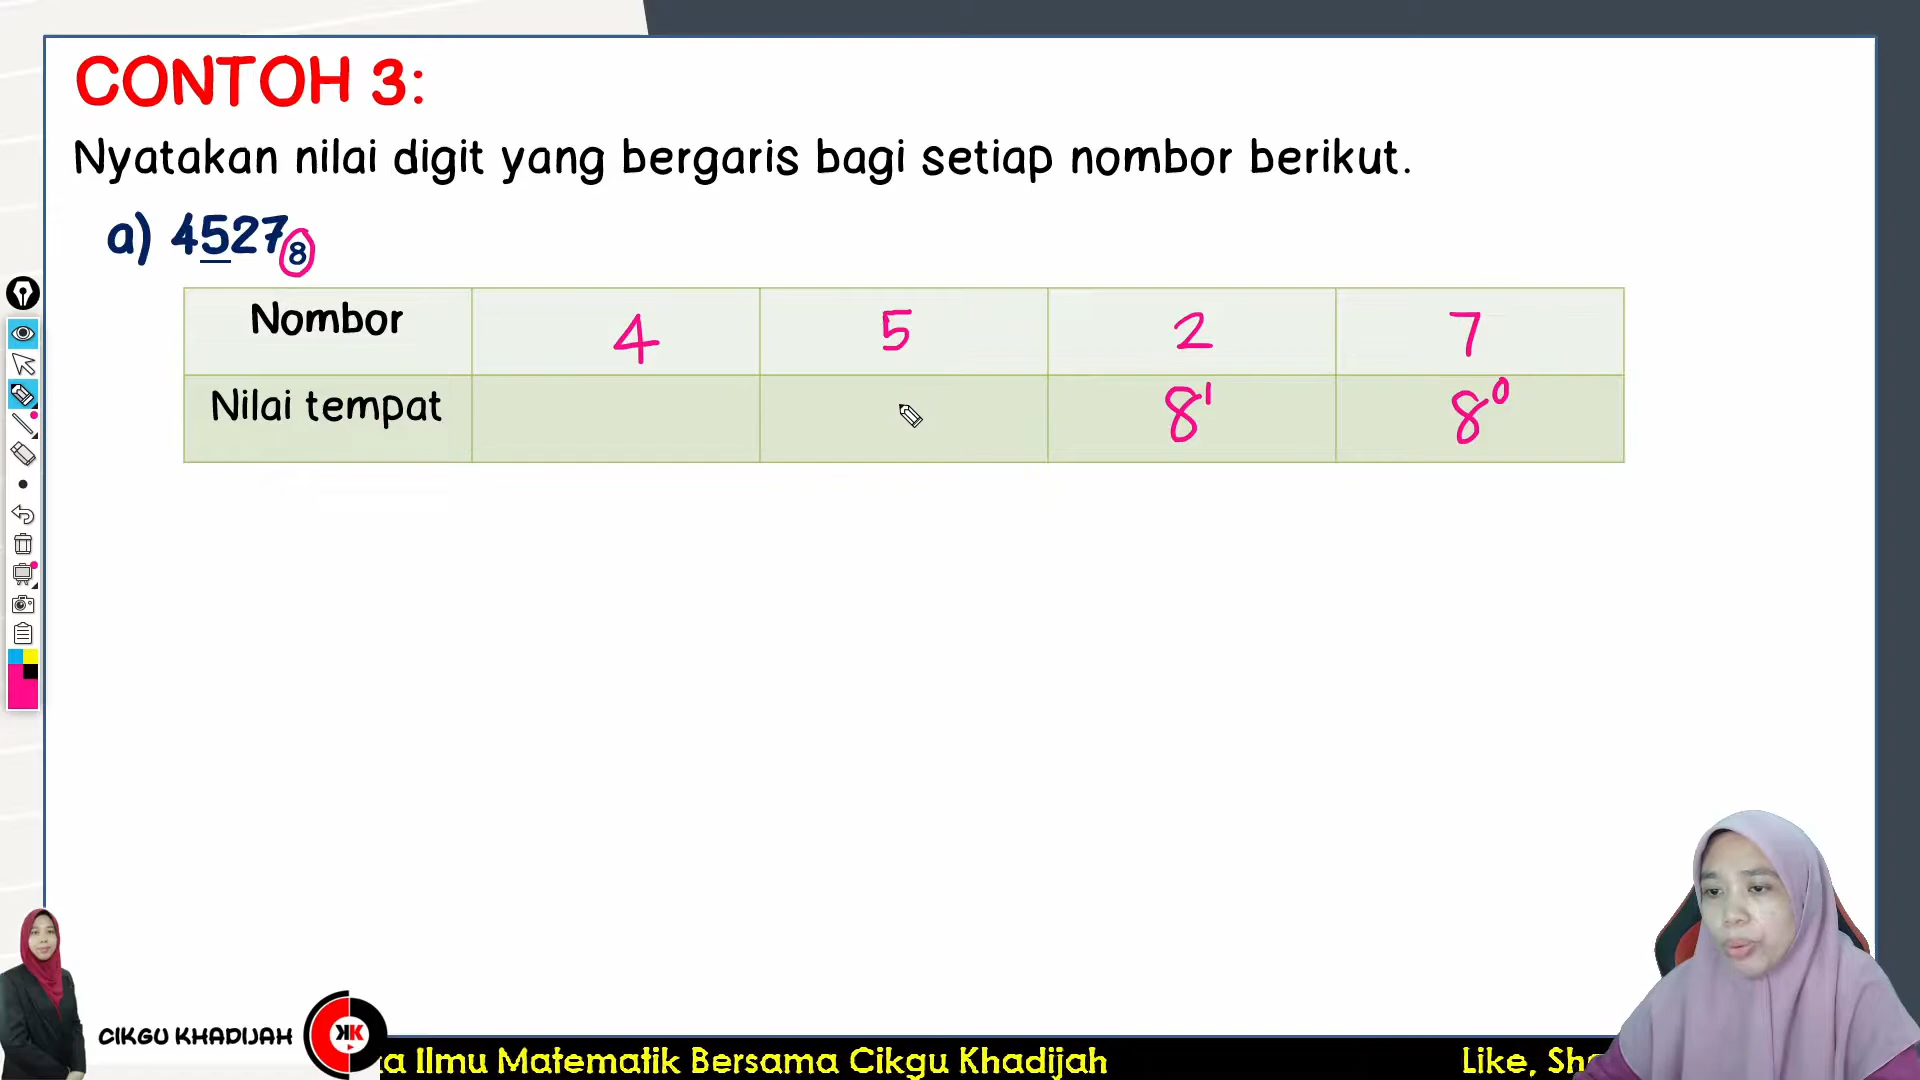 CONTOH 3:
Nyatakan nilai digit yang bergaris bagi setiap nombor berikut.
a) 4527₈
Nombor 4 5 2 7
Nilai tempat 8¹ 8⁰
CIKGU KHADIJAH KK
Ilmu Matematik Bersama Cikgu Khadijah Like,